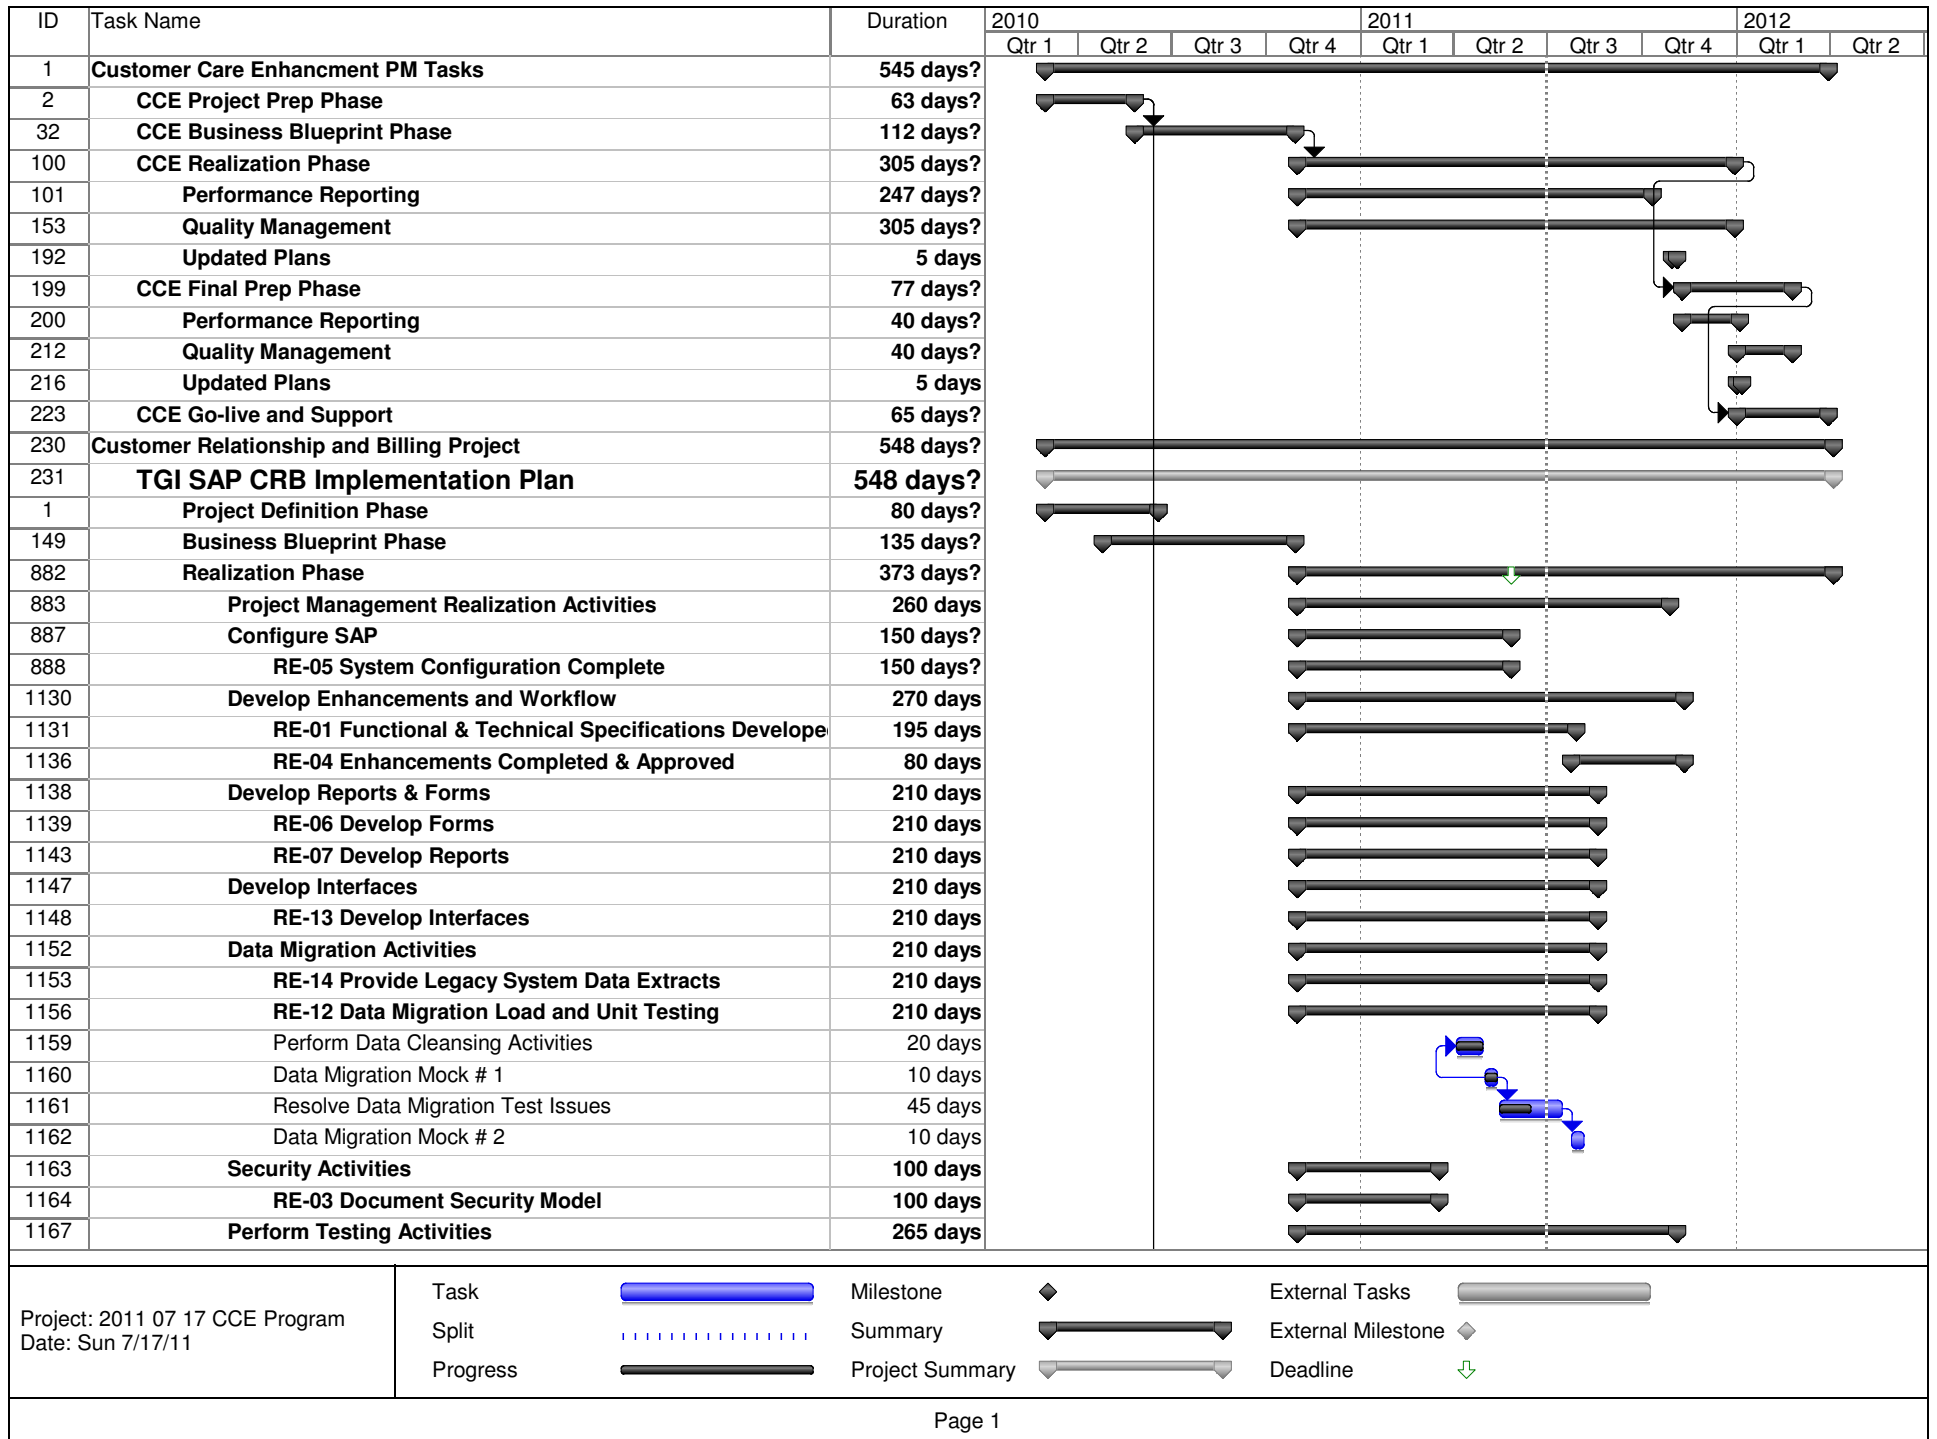 ID Task Name Duration 2010 2011 2012
Qtr 1 Qtr 2 Qtr 3 Qtr 4 Qtr 1 Qtr 2 Qtr 3 Qtr 4 Qtr 1 Qtr 2
1 Customer Care Enhancment PM Tasks 545 days?
2 CCE Project Prep Phase 63 days?
32 CCE Business Blueprint Phase 112 days?
100 CCE Realization Phase 305 days?
101 Performance Reporting 247 days?
153 Quality Management 305 days?
192 Updated Plans 5 days
199 CCE Final Prep Phase 77 days?
200 Performance Reporting 40 days?
212 Quality Management 40 days?
216 Updated Plans 5 days
223 CCE Go-live and Support 65 days?
230 Customer Relationship and Billing Project 548 days?
231 TGI SAP CRB Implementation Plan 548 days?
1 Project Definition Phase 80 days?
149 Business Blueprint Phase 135 days?
882 Realization Phase 373 days?
883 Project Management Realization Activities 260 days
887 Configure SAP 150 days?
888 RE-05 System Configuration Complete 150 days?
1130 Develop Enhancements and Workflow 270 days
1131 RE-01 Functional & Technical Specifications Develope 195 days
1136 RE-04 Enhancements Completed & Approved 80 days
1138 Develop Reports & Forms 210 days
1139 RE-06 Develop Forms 210 days
1143 RE-07 Develop Reports 210 days
1147 Develop Interfaces 210 days
1148 RE-13 Develop Interfaces 210 days
1152 Data Migration Activities 210 days
1153 RE-14 Provide Legacy System Data Extracts 210 days
1156 RE-12 Data Migration Load and Unit Testing 210 days
1159 Perform Data Cleansing Activities 20 days
1160 Data Migration Mock # 1 10 days
1161 Resolve Data Migration Test Issues 45 days
1162 Data Migration Mock # 2 10 days
1163 Security Activities 100 days
1164 RE-03 Document Security Model 100 days
1167 Perform Testing Activities 265 days
Project: 2011 07 17 CCE Program
Date: Sun 7/17/11
Task Milestone External Tasks
Split Summary External Milestone
Progress Project Summary Deadline
Page 1